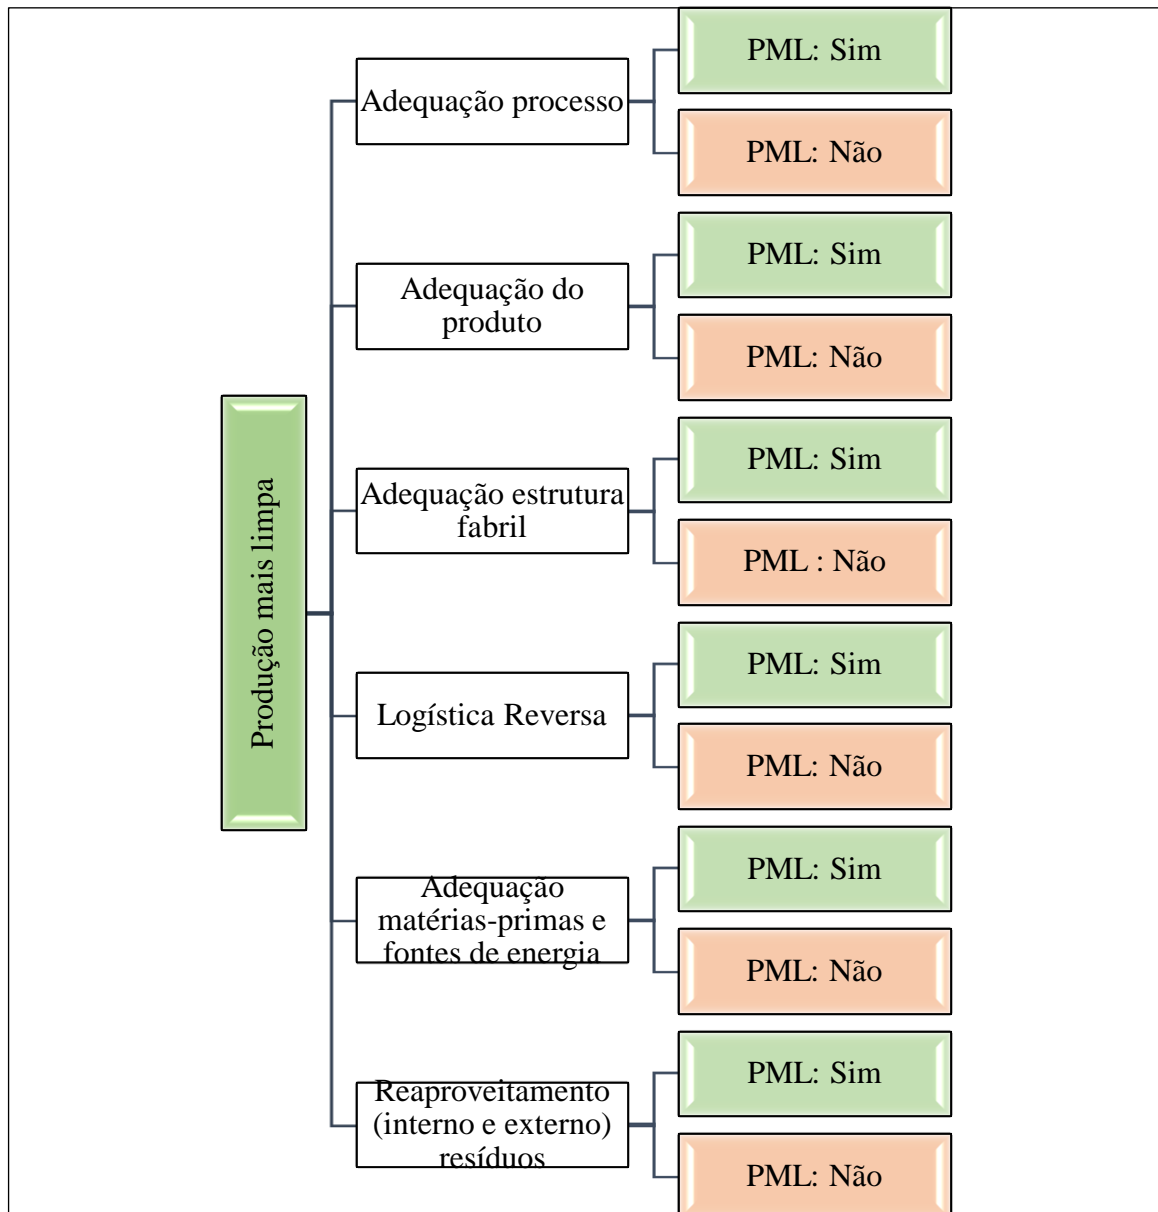 Produção mais limpa
Adequação processo
PML: Sim
PML: Não
Adequação do
produto
PML: Sim
PML: Não
Adequação estrutura
fabril
PML: Sim
PML : Não
Logística Reversa
PML: Sim
PML: Não
Adequação
matérias-primas e
fontes de energia
PML: Sim
PML: Não
Reaproveitamento
(interno e externo)
resíduos
PML: Sim
PML: Não